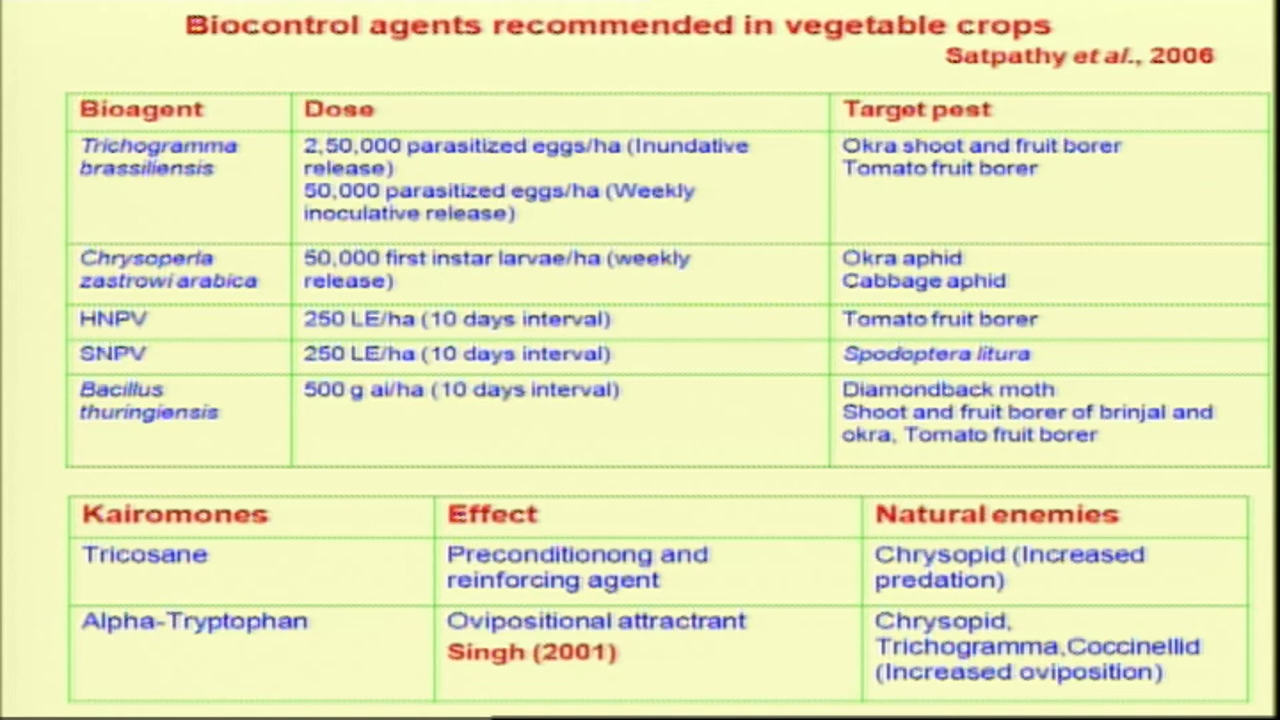 Biocontrol agents recommended in vegetable crops
Satpathy et al., 2006
Bioagent Dose Target pest
Trichogramma 2,50,000 parasitized eggs/ha (Inundative Okra shoot and fruit borer
brassiliensis release) Tomato fruit borer
50,000 parasitized eggs/ha (Weekly
inoculative release)
Chrysoperla 50,000 first instar larvae/ha (weekly Okra aphid
zastrowi arabica release) Cabbage aphid
HNPV 250 LE/ha (10 days interval) Tomato fruit borer
SNPV 250 LE/ha (10 days interval) Spodoptera litura
Bacillus 500 g ai/ha (10 days interval) Diamondback moth
thuringiensis Shoot and fruit borer of brinjal and
okra, Tomato fruit borer
Kairomones Effect Natural enemies
Tricosane Preconditionong and Chrysopid (Increased
reinforcing agent predation)
Alpha-Tryptophan Ovipositional attractrant Chrysopid,
Singh (2001) Trichogramma,Coccinellid
(Increased oviposition)